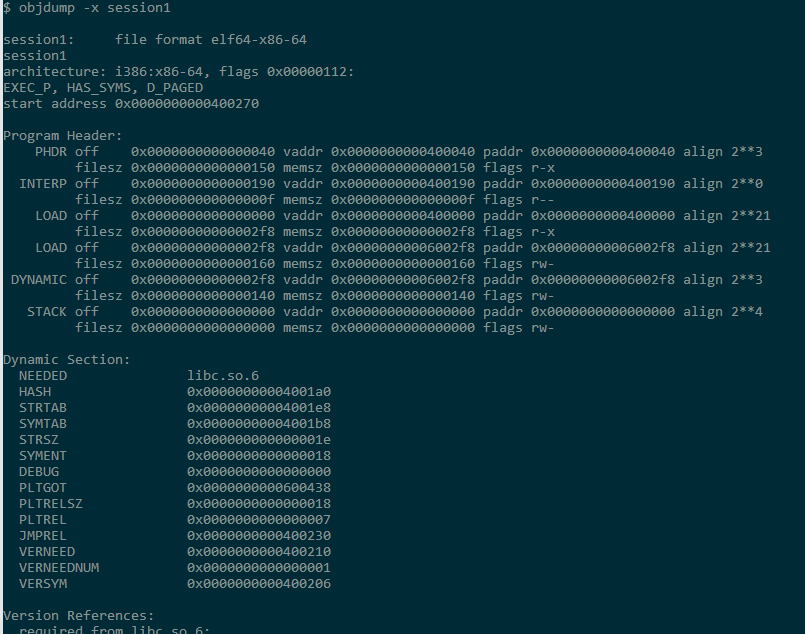 $ objdump -x session1
session1:     file format elf64-x86-64
session1
architecture: i386:x86-64, flags 0x00000112:
EXEC_P, HAS_SYMS, D_PAGED
start address 0x0000000000400270
Program Header:
    PHDR off    0x0000000000000040 vaddr 0x0000000000400040 paddr 0x0000000000400040 align 2**3
         filesz 0x0000000000000150 memsz 0x0000000000000150 flags r-x
  INTERP off    0x0000000000000190 vaddr 0x0000000000400190 paddr 0x0000000000400190 align 2**0
         filesz 0x000000000000000f memsz 0x000000000000000f flags r--
    LOAD off    0x0000000000000000 vaddr 0x0000000000400000 paddr 0x0000000000400000 align 2**21
         filesz 0x00000000000002f8 memsz 0x00000000000002f8 flags r-x
    LOAD off    0x00000000000002f8 vaddr 0x00000000006002f8 paddr 0x00000000006002f8 align 2**21
         filesz 0x0000000000000160 memsz 0x0000000000000160 flags rw-
 DYNAMIC off    0x00000000000002f8 vaddr 0x00000000006002f8 paddr 0x00000000006002f8 align 2**3
         filesz 0x0000000000000140 memsz 0x0000000000000140 flags rw-
   STACK off    0x0000000000000000 vaddr 0x0000000000000000 paddr 0x0000000000000000 align 2**4
         filesz 0x0000000000000000 memsz 0x0000000000000000 flags rw-
Dynamic Section:
  NEEDED               libc.so.6
  HASH                 0x00000000004001a0
  STRTAB               0x00000000004001e8
  SYMTAB               0x00000000004001b8
  STRSZ                0x000000000000001e
  SYMENT               0x0000000000000018
  DEBUG                0x0000000000000000
  PLTGOT               0x0000000000600438
  PLTRELSZ             0x0000000000000018
  PLTREL               0x0000000000000007
  JMPREL               0x0000000000400230
  VERNEED              0x0000000000400210
  VERNEEDNUM           0x0000000000000001
  VERSYM               0x0000000000400206
Version References:
  required from libc.so.6: